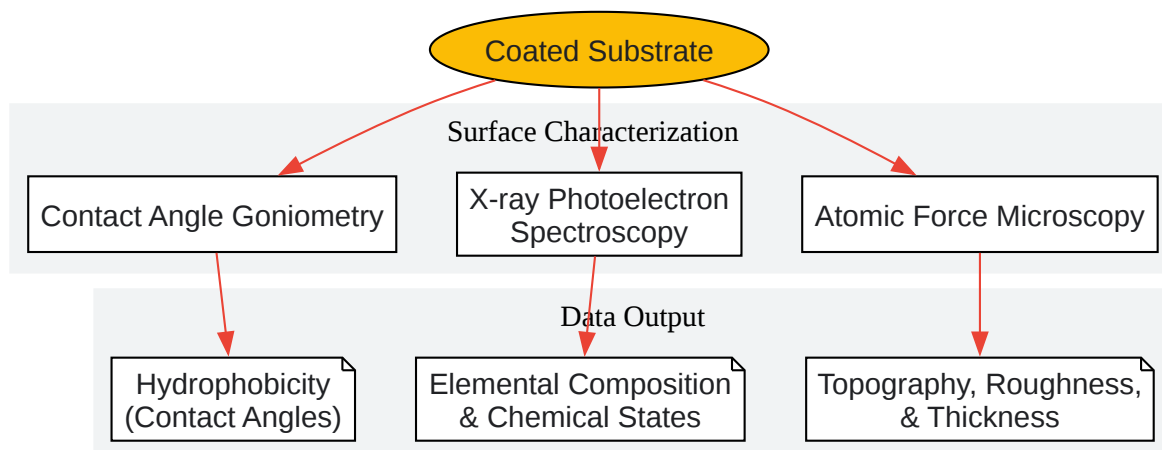 Coated Substrate
Surface Characterization
Contact Angle Goniometry
X-ray Photoelectron
Spectroscopy
Atomic Force Microscopy
Data Output
Hydrophobicity
(Contact Angles)
Elemental Composition
& Chemical States
Topography, Roughness,
& Thickness